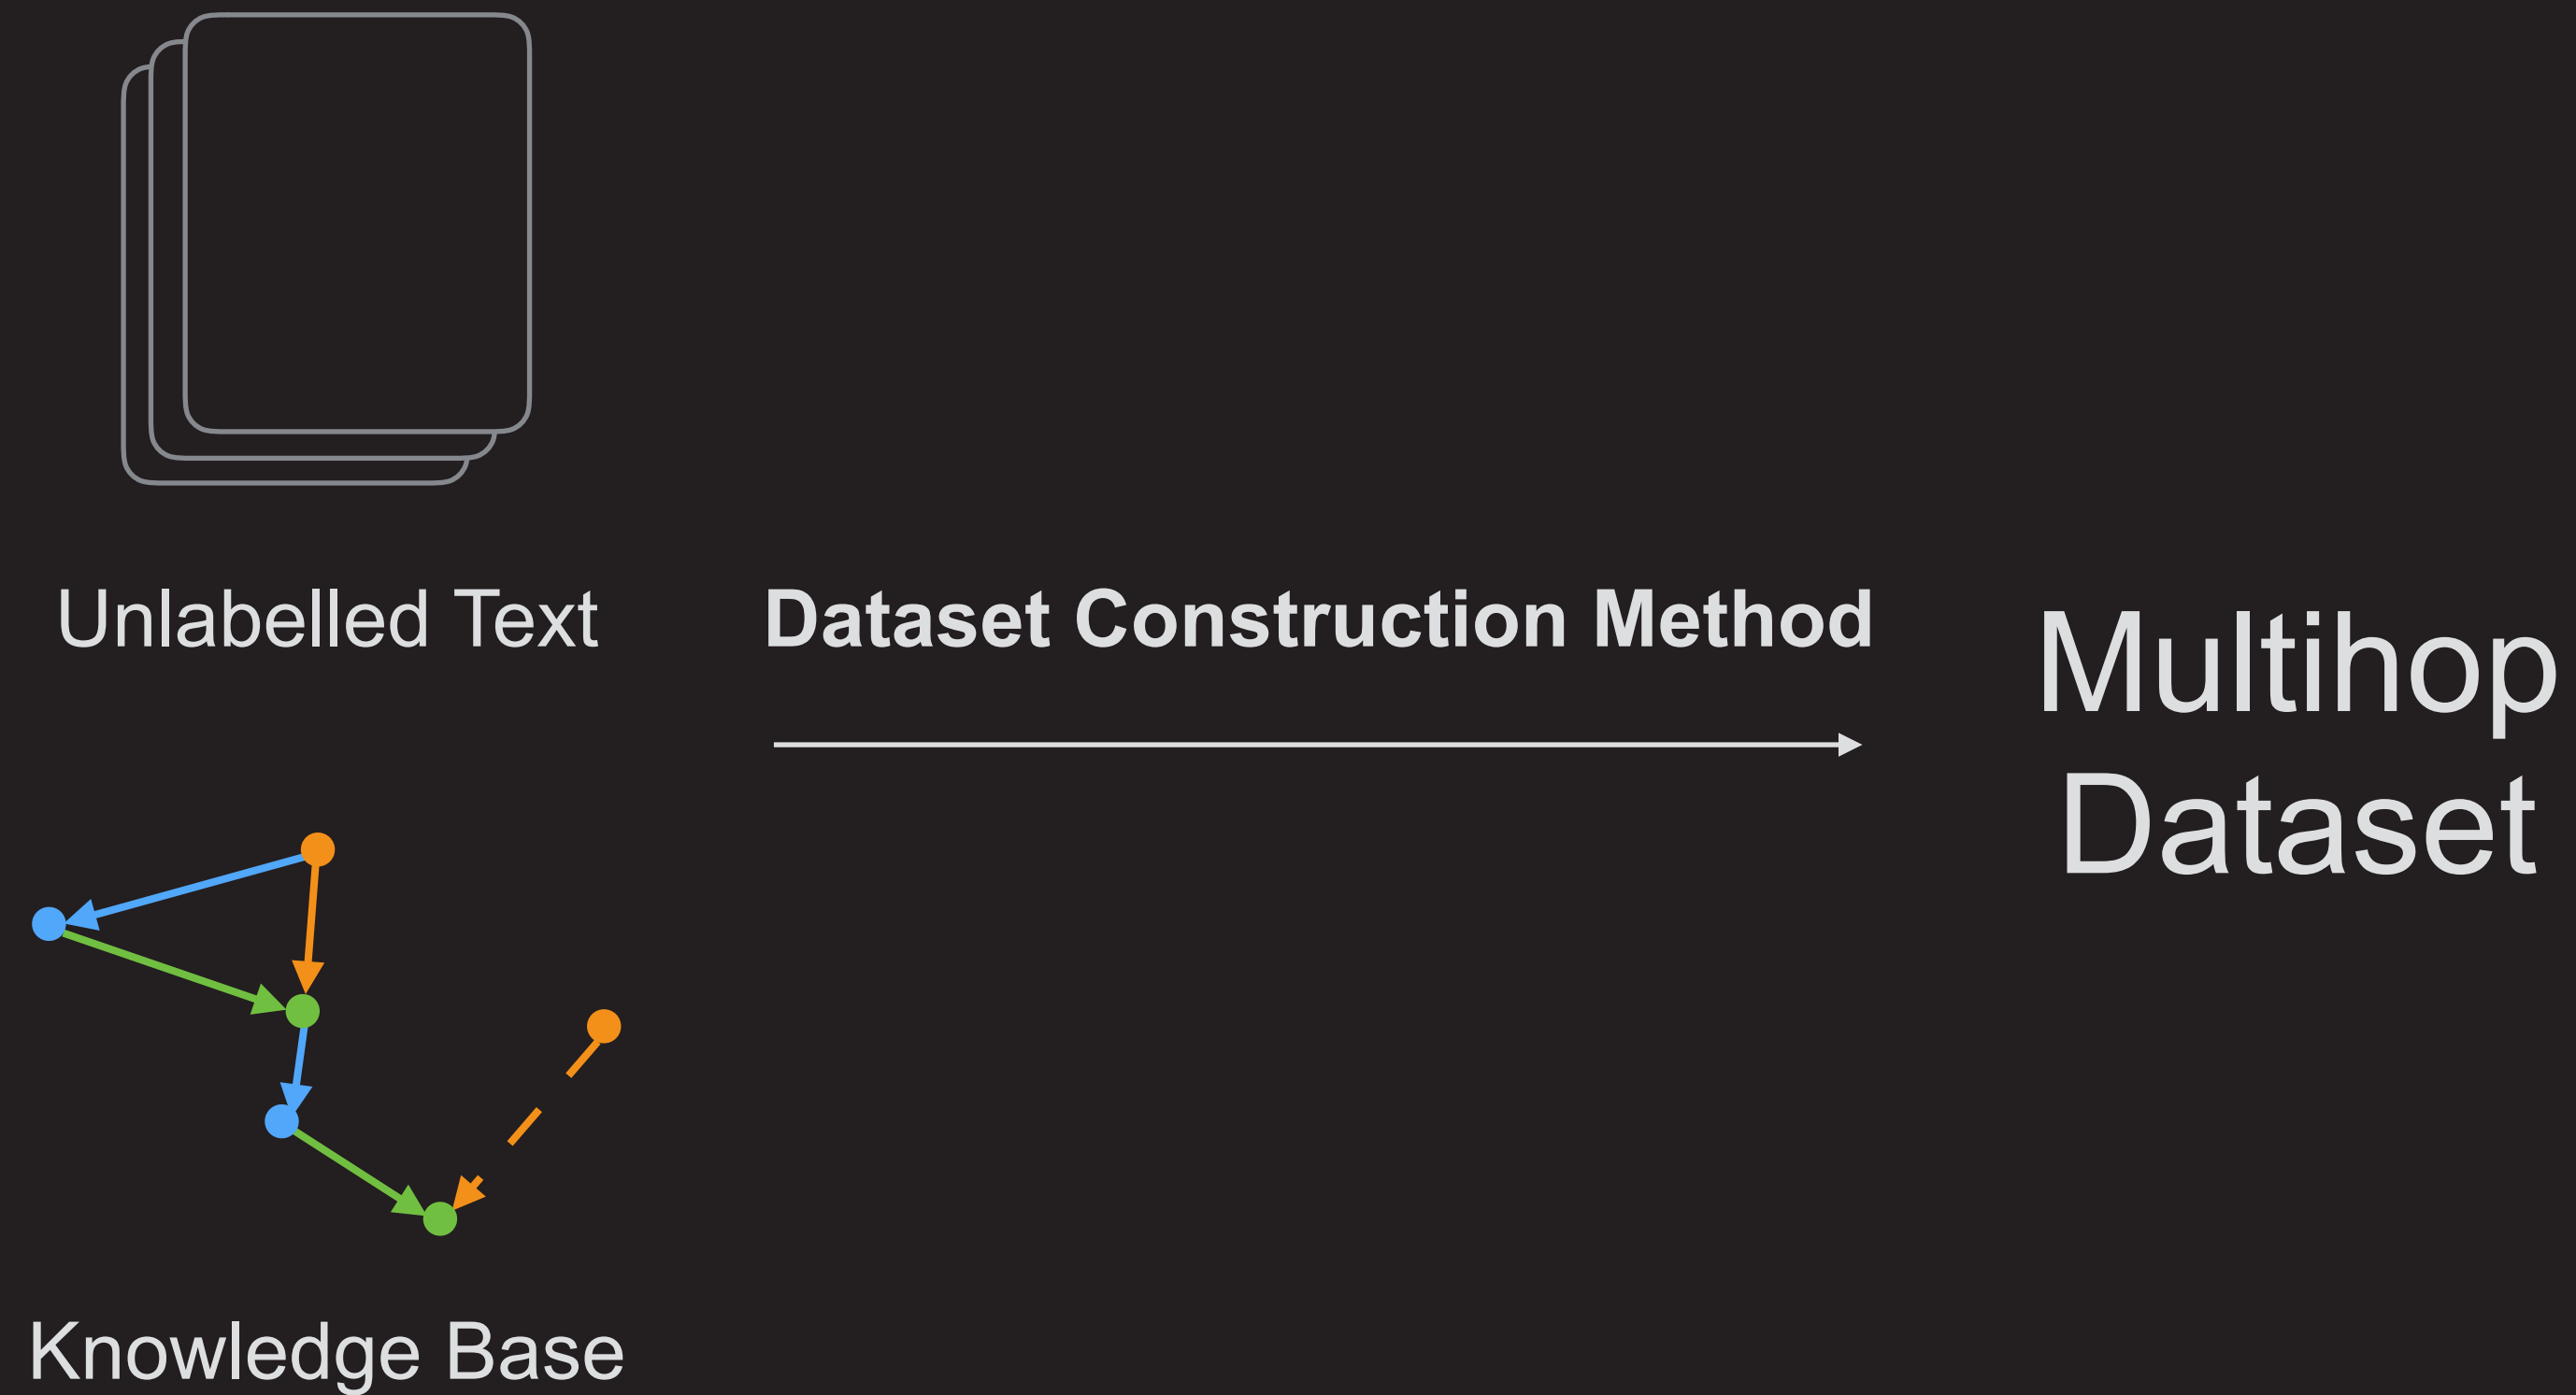 Unlabelled Text
Dataset Construction Method
Multihop
Dataset
Knowledge Base